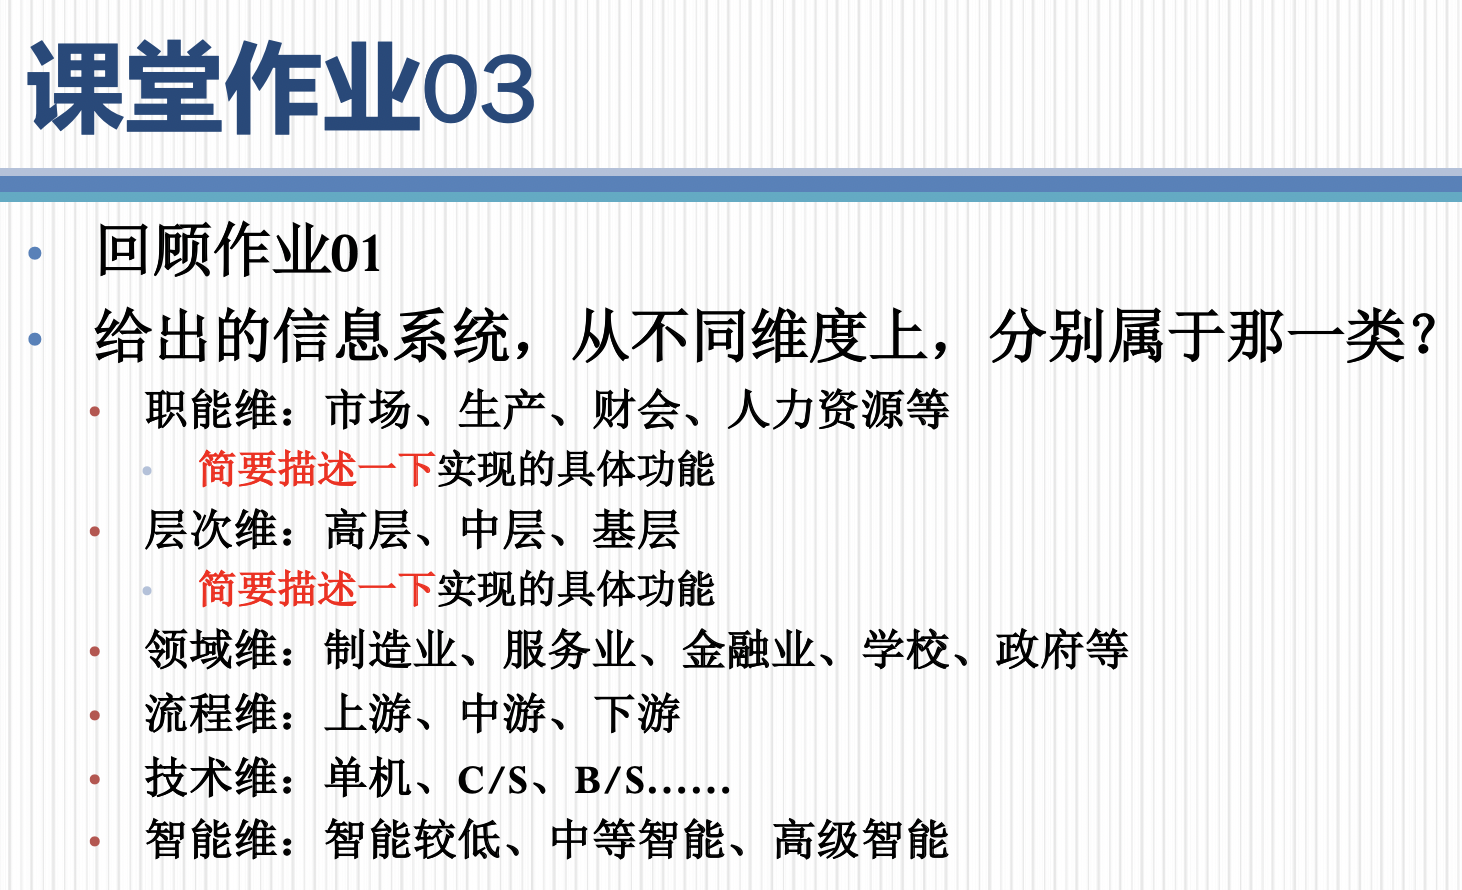 课堂作业03
回顾作业01
给出的信息系统，从不同维度上，分别属于那一类？
职能维：市场、生产、财会、人力资源等
简要描述一下实现的具体功能
层次维：高层、中层、基层
简要描述一下实现的具体功能
领域维：制造业、服务业、金融业、学校、政府等
流程维：上游、中游、下游
技术维：单机、C/S、B/S……
智能维：智能较低、中等智能、高级智能